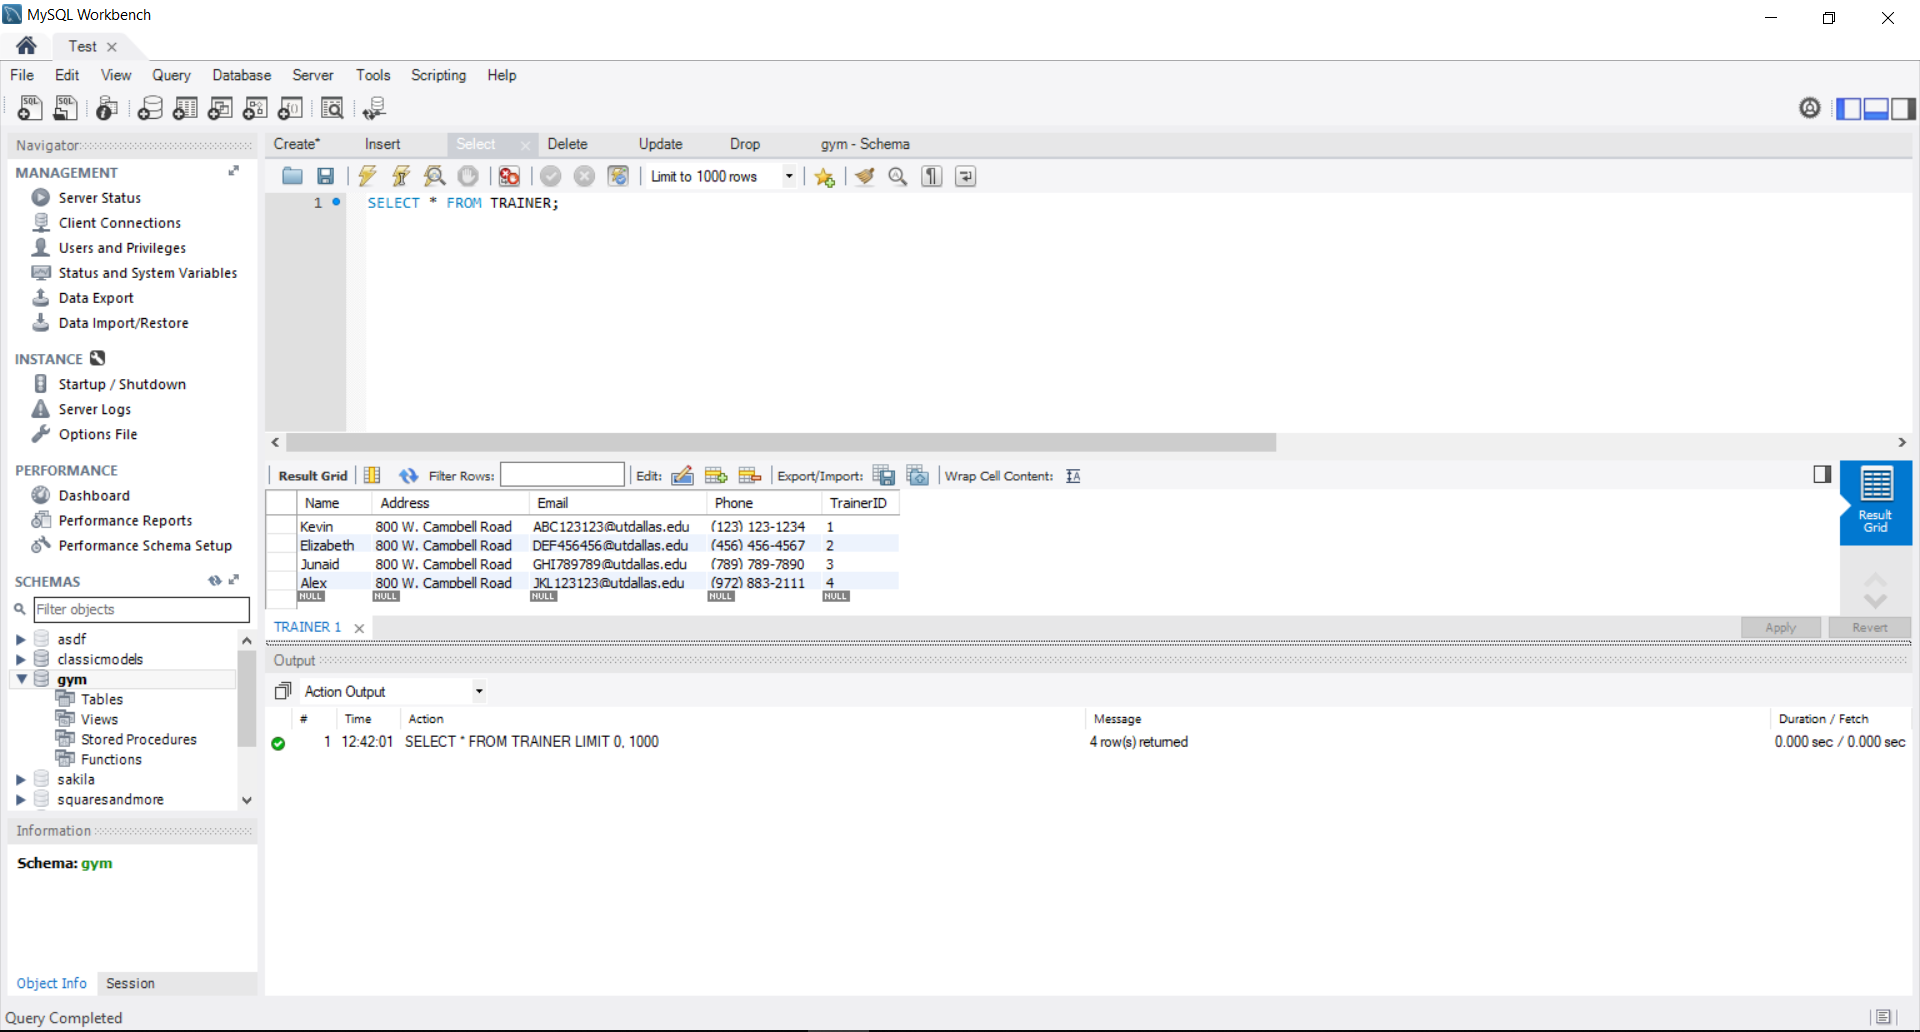 MySQL Workbench
Test
File Edit View Query Database Server Tools Scripting Help
Navigator
MANAGEMENT
Server Status
Client Connections
Users and Privileges
Status and System Variables
Data Export
Data Import/Restore
INSTANCE
Startup / Shutdown
Server Logs
Options File
PERFORMANCE
Dashboard
Performance Reports
Performance Schema Setup
SCHEMAS
Filter objects
asdf
classicmodels
gym
Tables
Views
Stored Procedures
Functions
sakila
squaresandmore
Information
Schema: gym
Object Info Session
Create* Insert Select Delete Update Drop gym - Schema
Limit to 1000 rows
1 SELECT * FROM TRAINER;
Result Grid Filter Rows: Edit: Export/Import: Wrap Cell Content:
Name Address Email Phone TrainerID
Kevin 800 W. Campbell Road ABC123123@utdallas.edu (123) 123-1234 1
Elizabeth 800 W. Campbell Road DEF456456@utdallas.edu (456) 456-4567 2
Junaid 800 W. Campbell Road GHI789789@utdallas.edu (789) 789-7890 3
Alex 800 W. Campbell Road JKL123123@utdallas.edu (972) 883-2111 4
NULL NULL NULL NULL NULL
Result
Grid
TRAINER 1
Apply Revert
Output
Action Output
# Time Action Message Duration / Fetch
1 12:42:01 SELECT * FROM TRAINER LIMIT 0, 1000 4 row(s) returned 0.000 sec / 0.000 sec
Query Completed